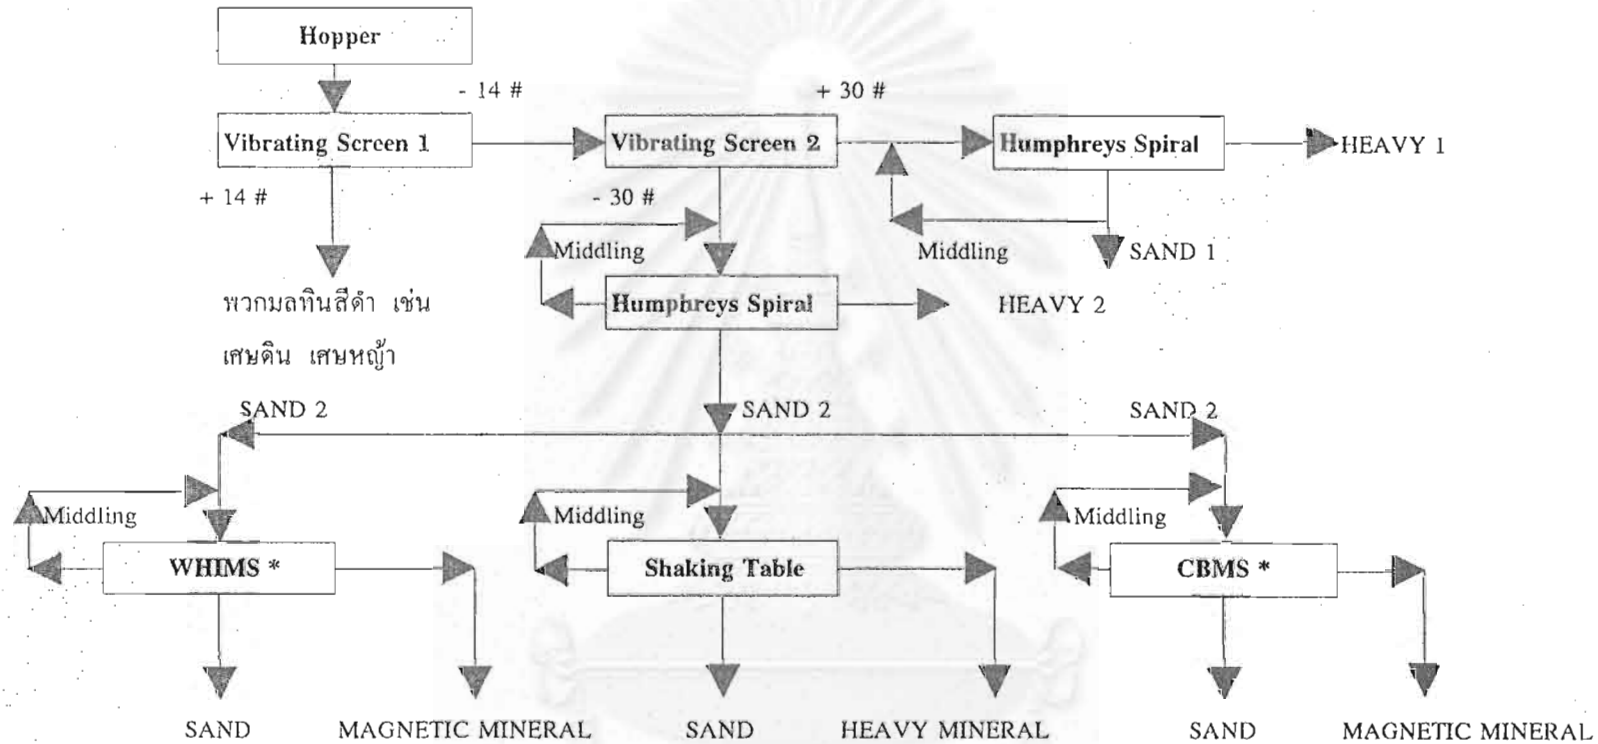 Hopper
- 14 #
+ 30 #
Vibrating Screen 1
Vibrating Screen 2
Humphreys Spiral
HEAVY 1
+ 14 #
- 30 #
Middling
Middling
SAND 1
พวกมลทินสีดำ เช่น
เศษดิน เศษหญ้า
Humphreys Spiral
HEAVY 2
SAND 2
SAND 2
SAND 2
Middling
Middling
Middling
WHIMS *
Shaking Table
CBMS *
SAND
MAGNETIC MINERAL
SAND
HEAVY MINERAL
SAND
MAGNETIC MINERAL